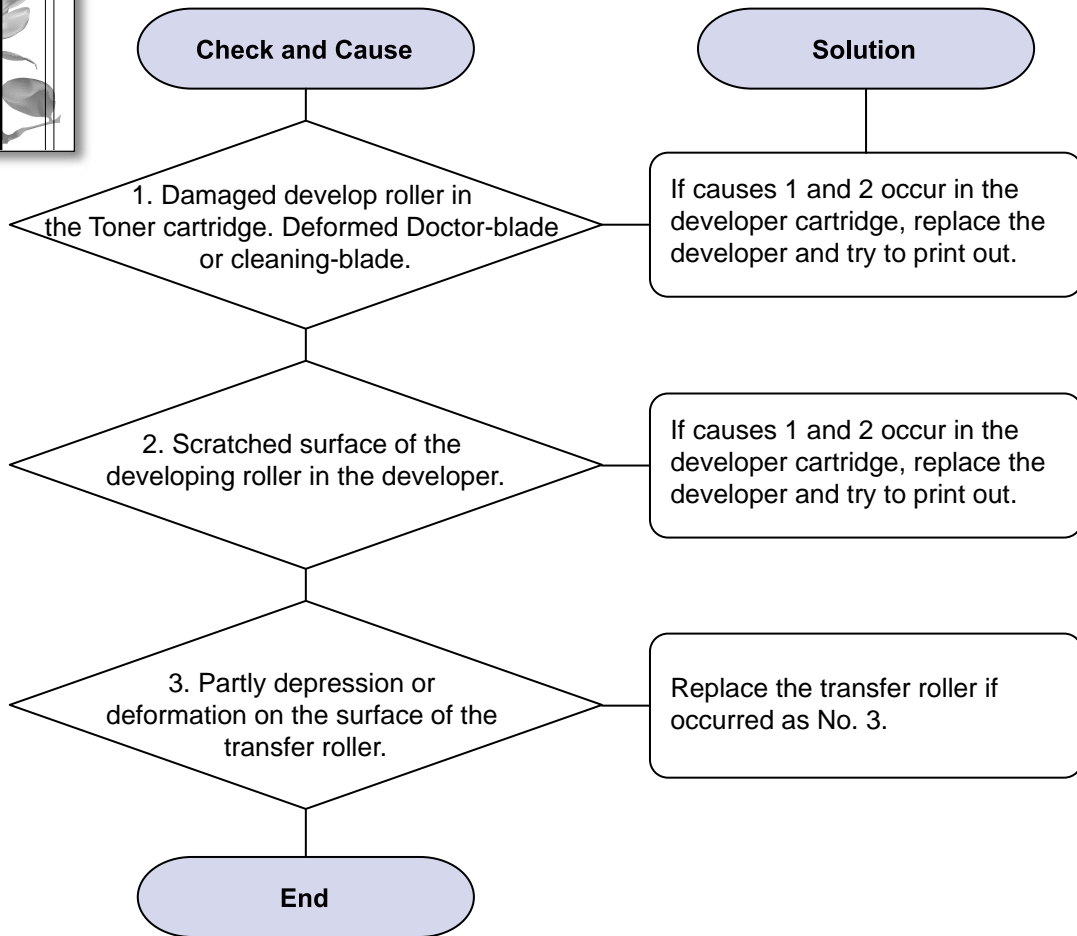 Check and Cause
Solution
1. Damaged develop roller in
the Toner cartridge. Deformed Doctor-blade
or cleaning-blade.
If causes 1 and 2 occur in the
developer cartridge, replace the
developer and try to print out.
2. Scratched surface of the
developing roller in the developer.
If causes 1 and 2 occur in the
developer cartridge, replace the
developer and try to print out.
3. Partly depression or
deformation on the surface of the
transfer roller.
Replace the transfer roller if
occurred as No. 3.
End